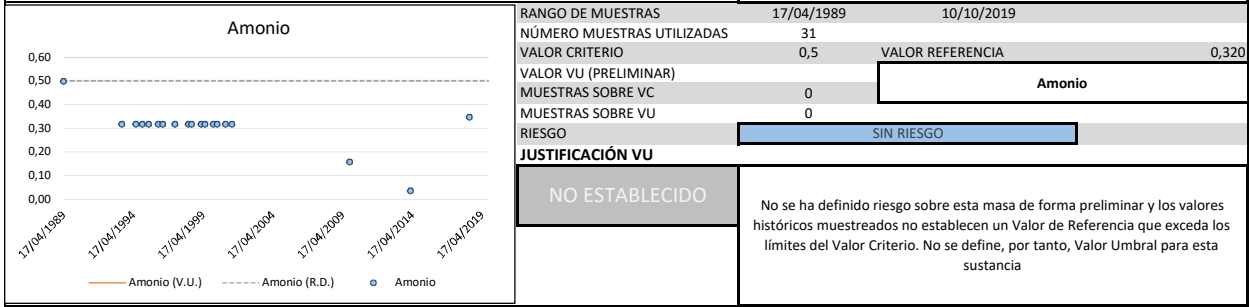 Amonio
0,60
0,50
0,40
0,30
0,20
0,10
0,00
17/04/1989
17/04/1994
17/04/1999
17/04/2004
17/04/2009
17/04/2014
17/04/2019
Amonio (V.U.) Amonio (R.D.) Amonio
RANGO DE MUESTRAS 17/04/1989 10/10/2019
NÚMERO MUESTRAS UTILIZADAS 31
VALOR CRITERIO 0,5 VALOR REFERENCIA 0,320
VALOR VU (PRELIMINAR)
Amonio
MUESTRAS SOBRE VC 0
MUESTRAS SOBRE VU 0
RIESGO SIN RIESGO
JUSTIFICACIÓN VU
NO ESTABLECIDO
No se ha definido riesgo sobre esta masa de forma preliminar y los valores
históricos muestreados no establecen un Valor de Referencia que exceda los
límites del Valor Criterio. No se define, por tanto, Valor Umbral para esta
sustancia